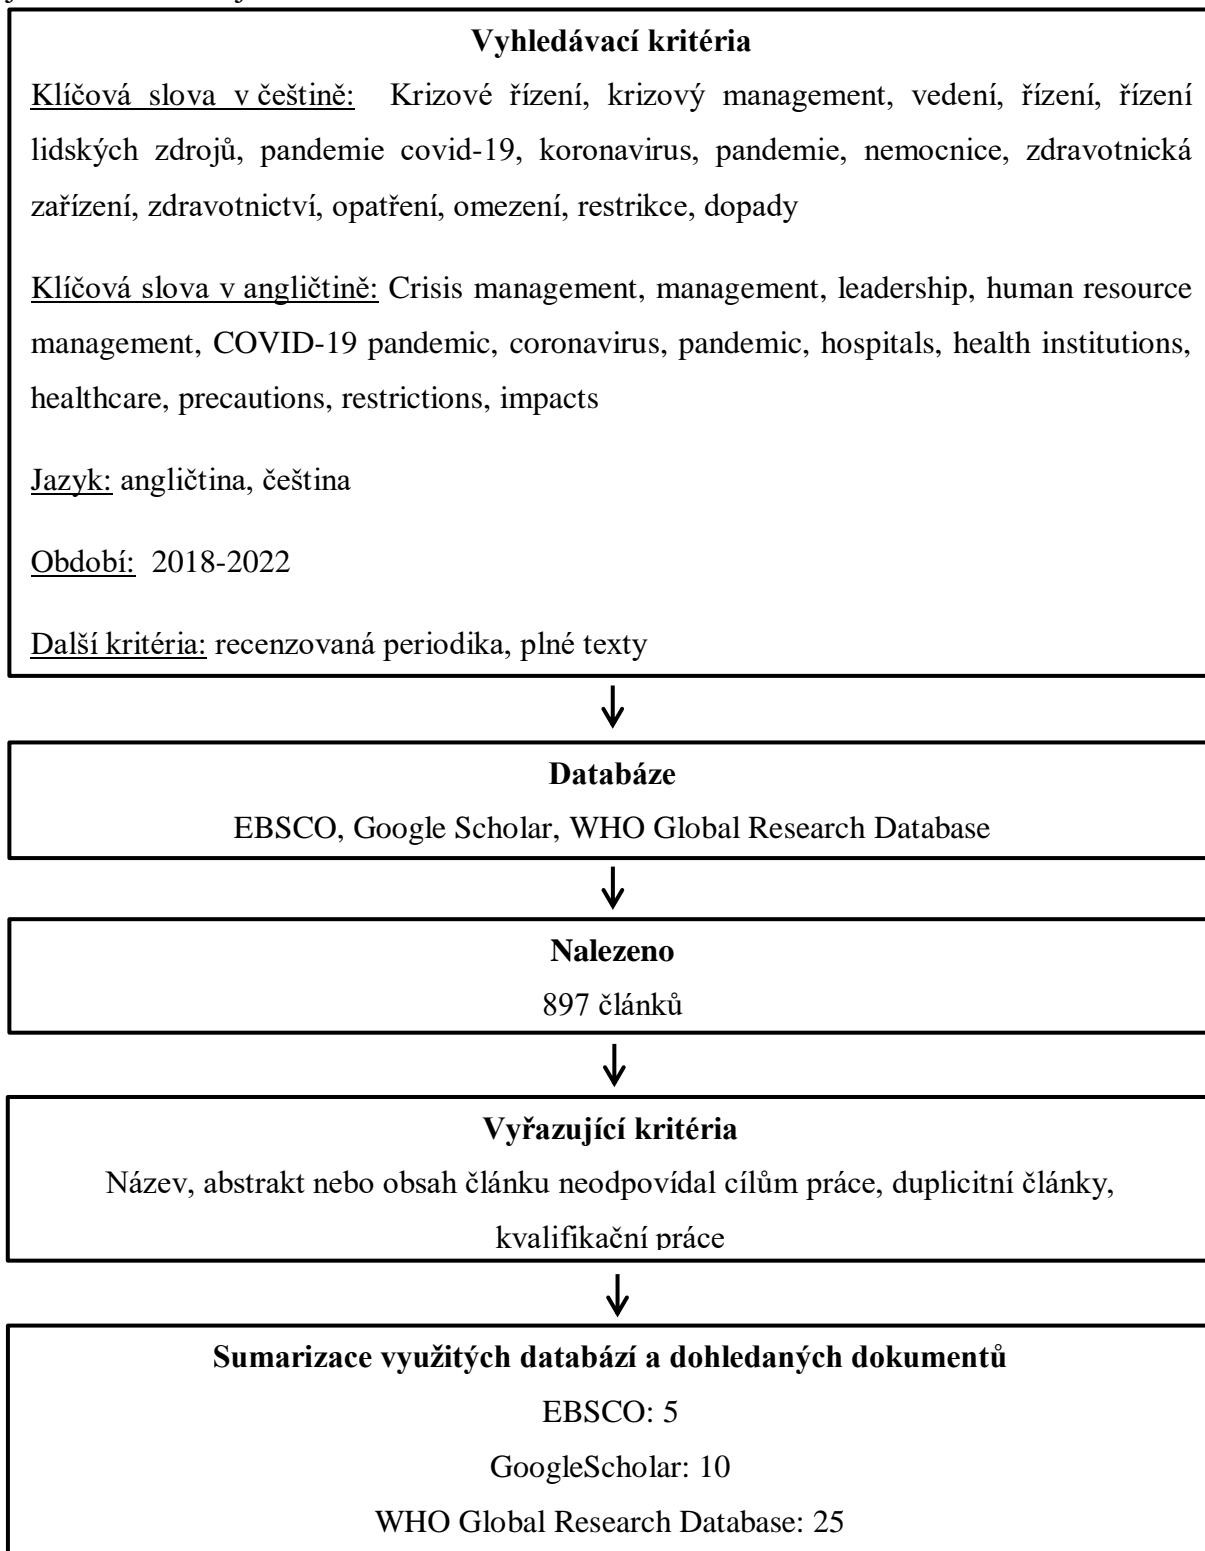 Vyhledávací kritéria
Klíčová slova v češtině: Krizové řízení, krizový management, vedení, řízení, řízení
lidských zdrojů, pandemie covid-19, koronavirus, pandemie, nemocnice, zdravotnická
zařízení, zdravotnictví, opatření, omezení, restrikce, dopady
Klíčová slova v angličtině: Crisis management, management, leadership, human resource
management, COVID-19 pandemic, coronavirus, pandemic, hospitals, health institutions,
healthcare, precautions, restrictions, impacts
Jazyk: angličtina, čeština
Období: 2018-2022
Další kritéria: recenzovaná periodika, plné texty
Databáze
EBSCO, Google Scholar, WHO Global Research Database
Nalezeno
897 článků
Vyřazující kritéria
Název, abstrakt nebo obsah článku neodpovídal cílům práce, duplicitní články,
kvalifikační práce
Sumarizace využitých databází a dohledaných dokumentů
EBSCO: 5
GoogleScholar: 10
WHO Global Research Database: 25